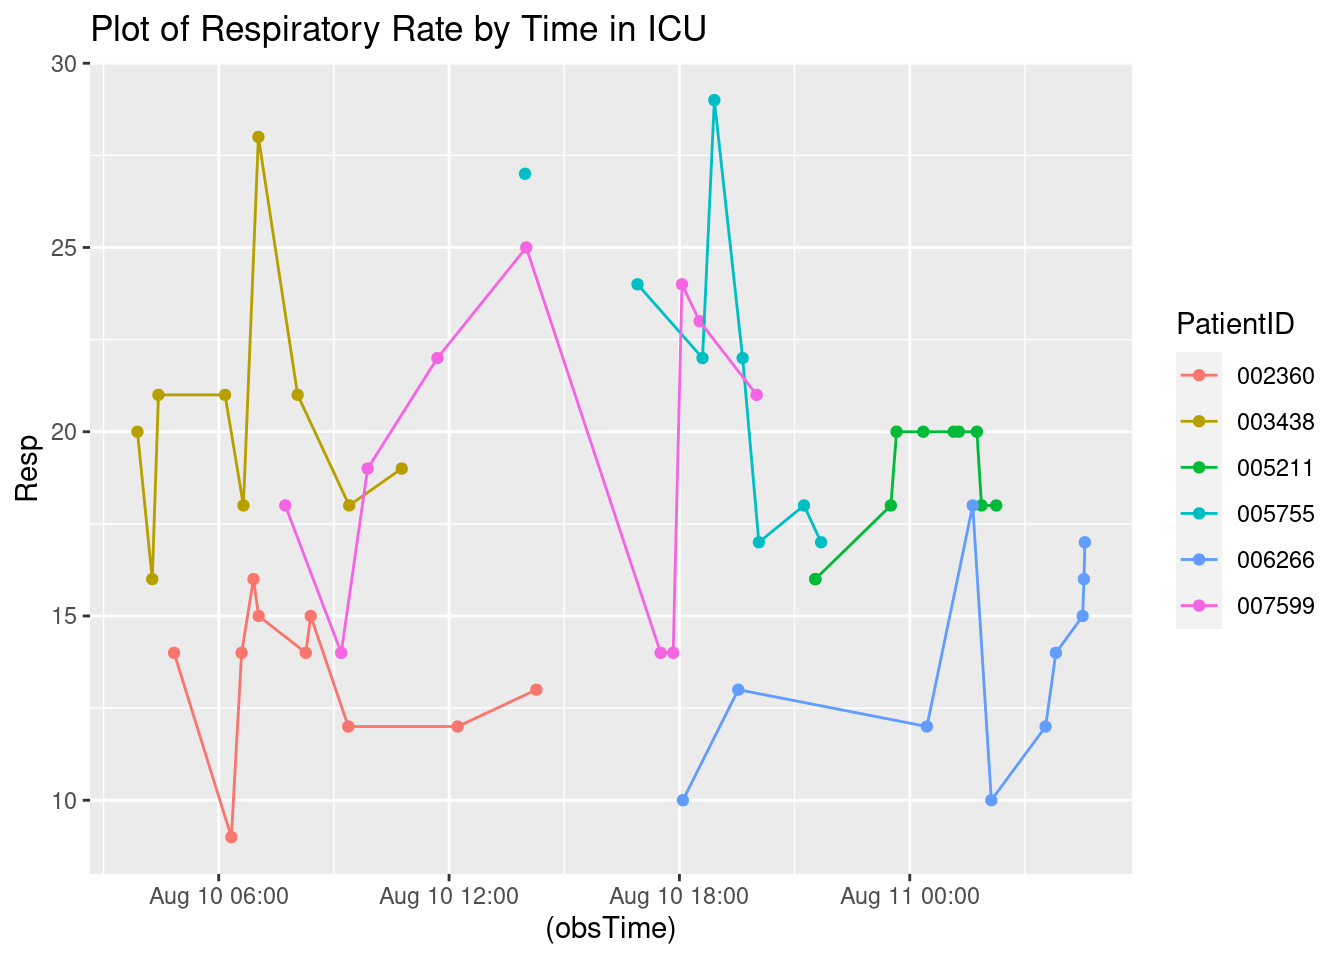 Plot of Respiratory Rate by Time in ICU
30
25
20
15
10
Resp
Aug 10 06:00
Aug 10 12:00
Aug 10 18:00
Aug 11 00:00
(obsTime)
PatientID
002360
003438
005211
005755
006266
007599